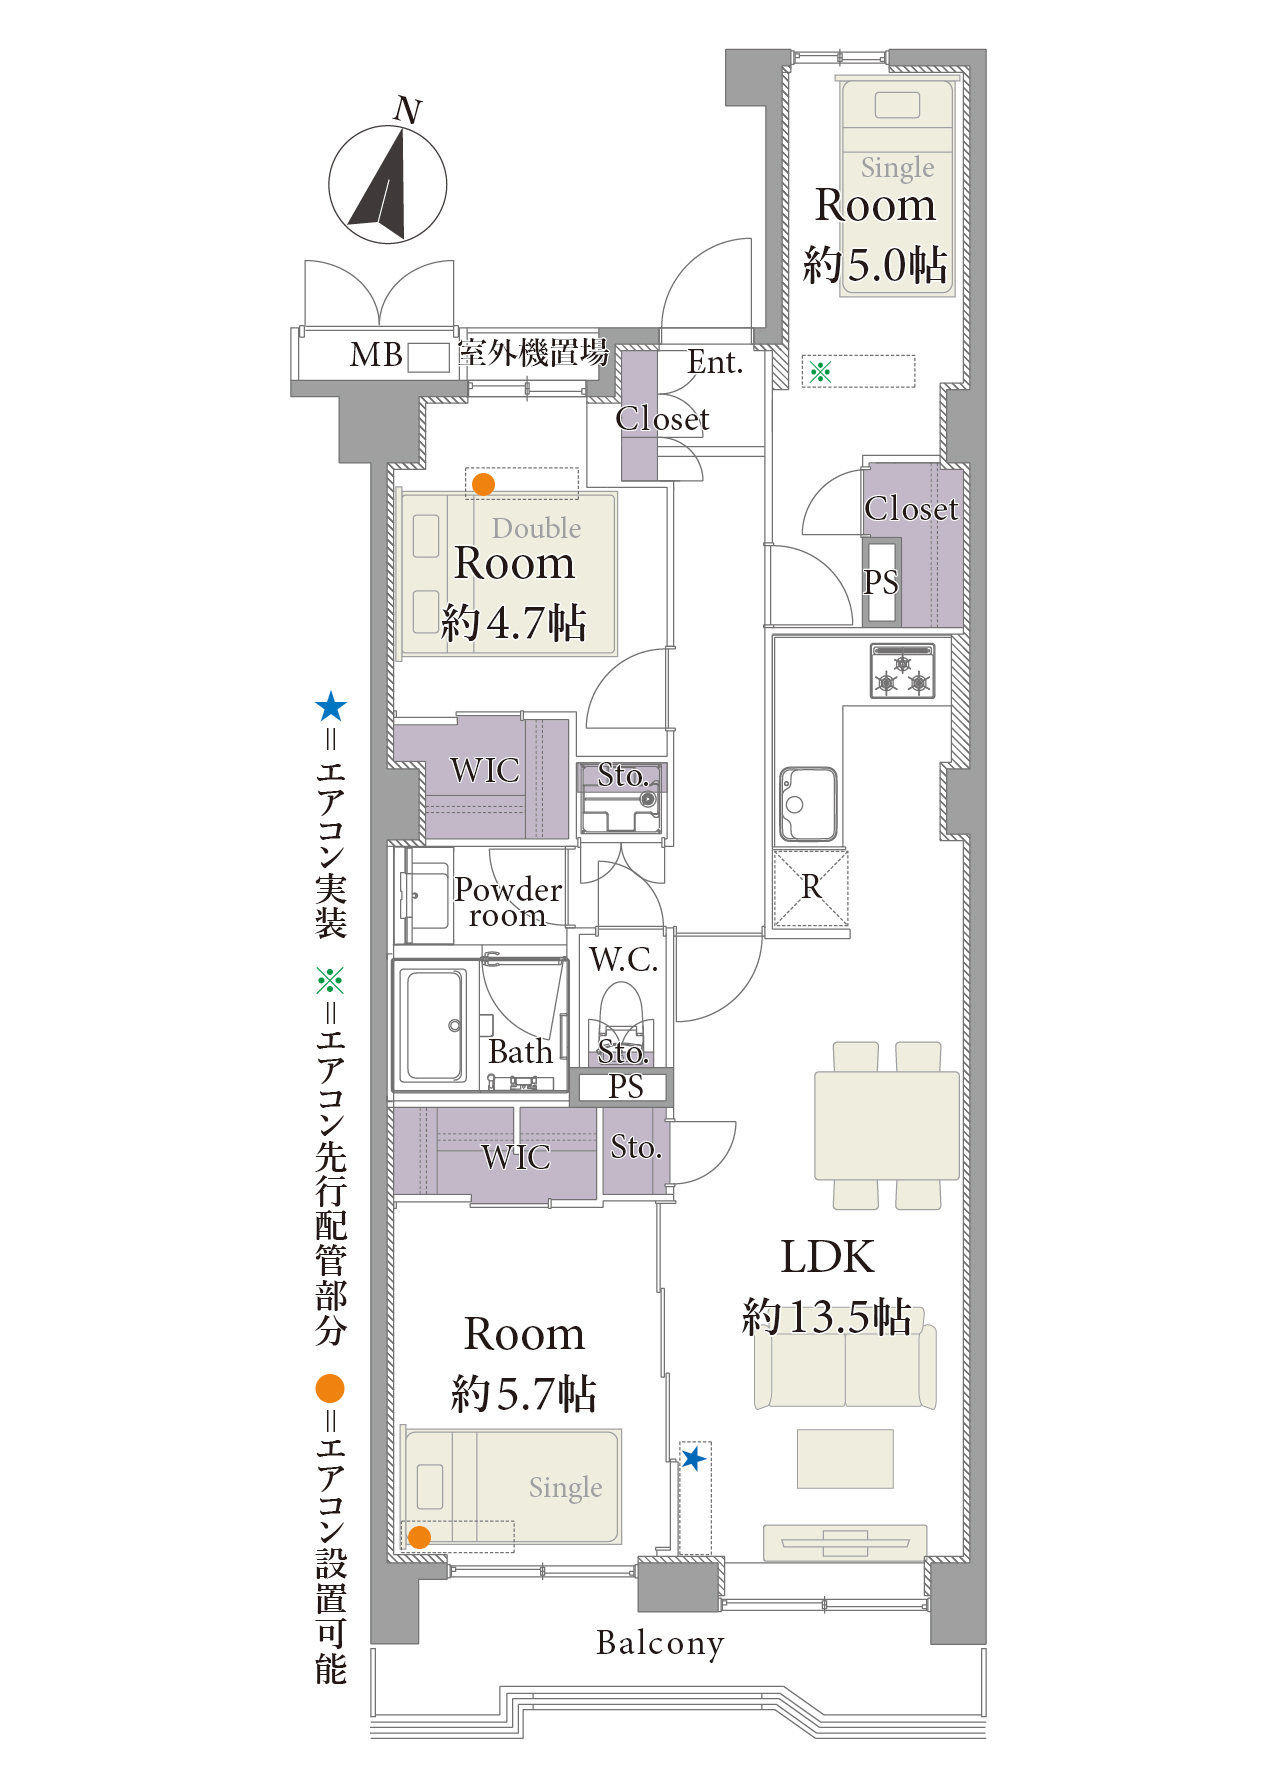 N
Single
Room
約5.0帖
MB
室外機置場
Ent.
Closet
※
Closet
PS
Double
Room
約4.7帖
WIC
Sto.
R
Powder
room
W.C.
Bath
Sto.
PS
WIC
Sto.
LDK
約13.5帖
Room
約5.7帖
Single
★
Balcony
★=エアコン実装
※=エアコン先行配管部分
●=エアコン設置可能